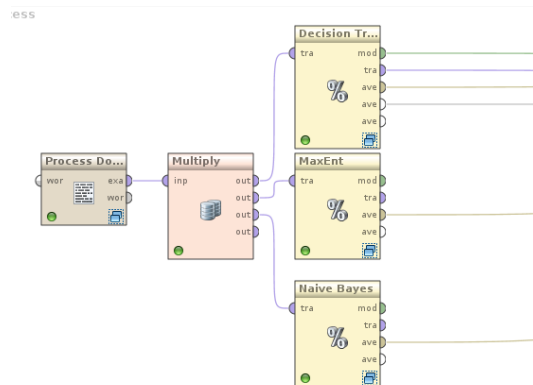 ess
Decision Tr...
tra mod
tra
ave
ave
ave
Process Do...
wor exa
wor
Multiply
inp out
out
out
out
MaxEnt
tra mod
tra
ave
ave
Naive Bayes
tra mod
tra
ave
ave